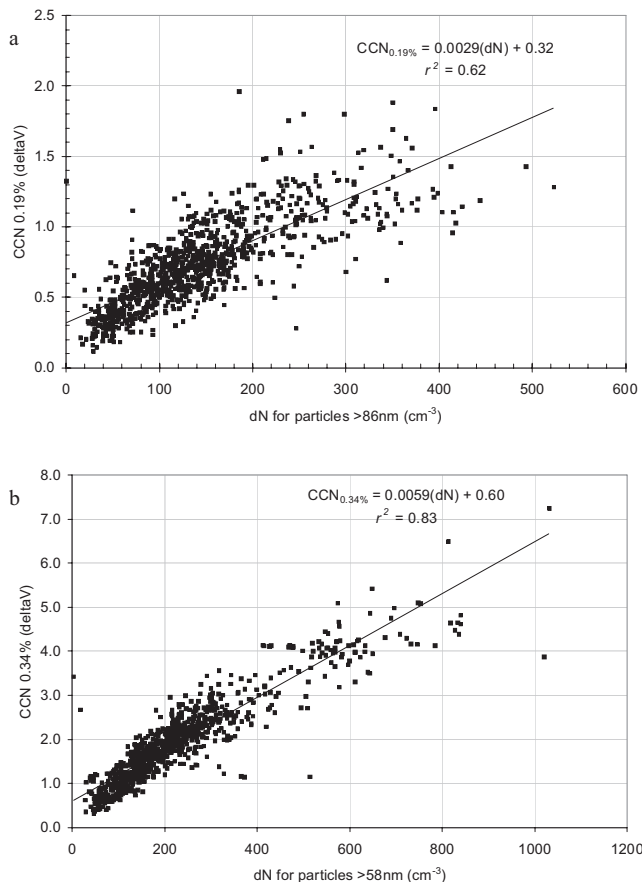 a
2.5
CCN0.19% = 0.0029(dN) + 0.32
r² = 0.62
2.0
1.5
1.0
0.5
0.0
CCN 0.19% (deltaV)
0 100 200 300 400 500 600
dN for particles >86nm (cm-3)
b
8.0
CCN0.34% = 0.0059(dN) + 0.60
r² = 0.83
7.0
6.0
5.0
4.0
3.0
2.0
1.0
0.0
CCN 0.34% (deltaV)
0 200 400 600 800 1000 1200
dN for particles >58nm (cm-3)